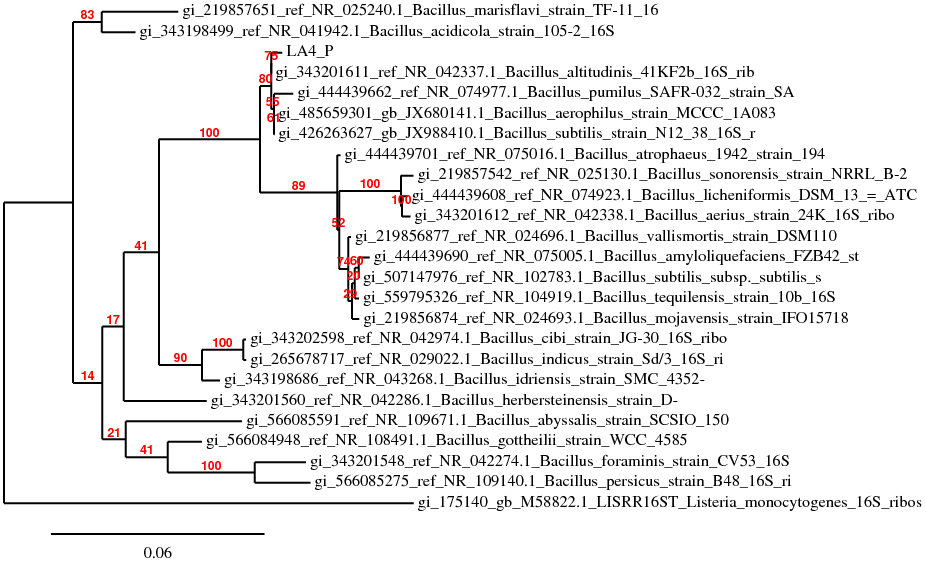 83
gi_219857651_ref_NR_025240.1_Bacillus_marisflavi_strain_TF-11_16
gi_343198499_ref_NR_041942.1_Bacillus_acidicola_strain_105-2_16S
LA4_P
75
gi_343201611_ref_NR_042337.1_Bacillus_altitudinis_41KF2b_16S_rib
80
gi_444439662_ref_NR_074977.1_Bacillus_pumilus_SAFR-032_strain_SA
55
gi_485659301_gb_JX680141.1_Bacillus_aerophilus_strain_MCCC_1A083
61
gi_426263627_gb_JX988410.1_Bacillus_subtilis_strain_N12_38_16S_r
100
gi_444439701_ref_NR_075016.1_Bacillus_atrophaeus_1942_strain_194
gi_219857542_ref_NR_025130.1_Bacillus_sonorensis_strain_NRRL_B-2
89
100
gi_444439608_ref_NR_074923.1_Bacillus_licheniformis_DSM_13_=_ATC
100
gi_343201612_ref_NR_042338.1_Bacillus_aerius_strain_24K_16S_ribo
52
gi_219856877_ref_NR_024696.1_Bacillus_vallismortis_strain_DSM110
41
gi_444439690_ref_NR_075005.1_Bacillus_amyloliquefaciens_FZB42_st
74
60
gi_507147976_ref_NR_102783.1_Bacillus_subtilis_subsp._subtilis_s
20
gi_559795326_ref_NR_104919.1_Bacillus_tequilensis_strain_10b_16S
gi_219856874_ref_NR_024693.1_Bacillus_mojavensis_strain_IFO15718
17
gi_343202598_ref_NR_042974.1_Bacillus_cibi_strain_JG-30_16S_ribo
100
gi_265678717_ref_NR_029022.1_Bacillus_indicus_strain_Sd/3_16S_ri
90
gi_343198686_ref_NR_043268.1_Bacillus_idriensis_strain_SMC_4352-
14
gi_343201560_ref_NR_042286.1_Bacillus_herbersteinensis_strain_D-
gi_566085591_ref_NR_109671.1_Bacillus_abyssalis_strain_SCSIO_150
21
gi_566084948_ref_NR_108491.1_Bacillus_gottheilii_strain_WCC_4585
41
gi_343201548_ref_NR_042274.1_Bacillus_foraminis_strain_CV53_16S
100
gi_566085275_ref_NR_109140.1_Bacillus_persicus_strain_B48_16S_ri
gi_175140_gb_M58822.1_LISRR16ST_Listeria_monocytogenes_16S_ribos
0.06